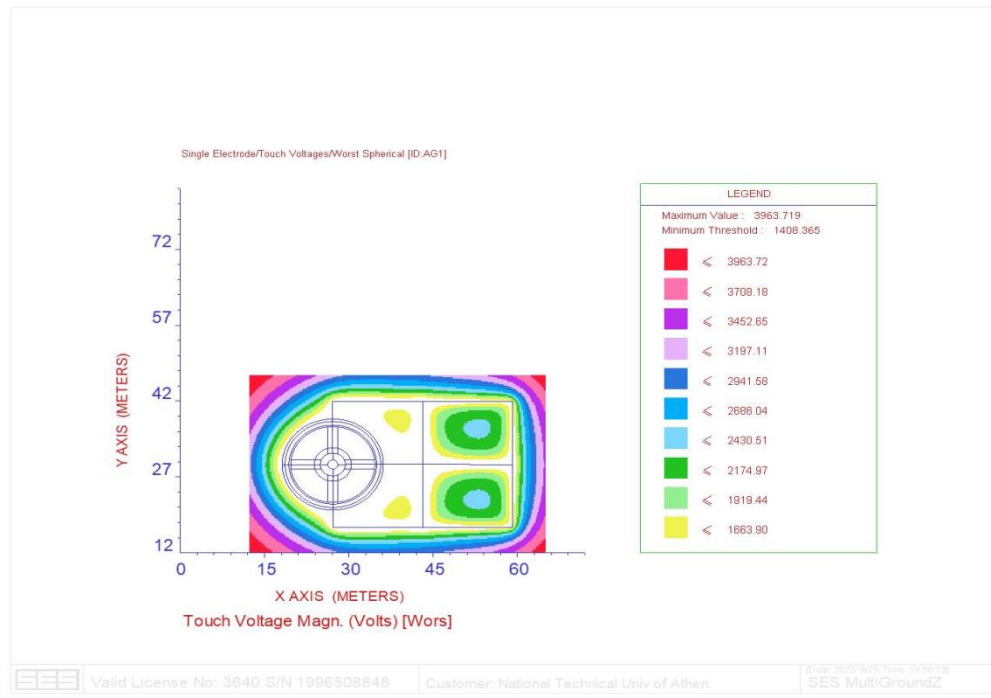 Single Electrode/Touch Voltages/Worst Spherical [ID:AG1]
LEGEND
Maximum Value : 3963.719
Minimum Threshold : 1408.365
⩽ 3963.72
⩽ 3708.18
⩽ 3452.65
⩽ 3197.11
⩽ 2941.58
⩽ 2686.04
⩽ 2430.51
⩽ 2174.97
⩽ 1919.44
⩽ 1663.90
72
57
42
27
12
Y AXIS (METERS)
0 15 30 45 60
X AXIS (METERS)
Touch Voltage Magn. (Volts) [Wors]
SES Valid License No: 3640 S/N 1996508848
Customer: National Technical Univ of Athen
SES MultiGroundZ